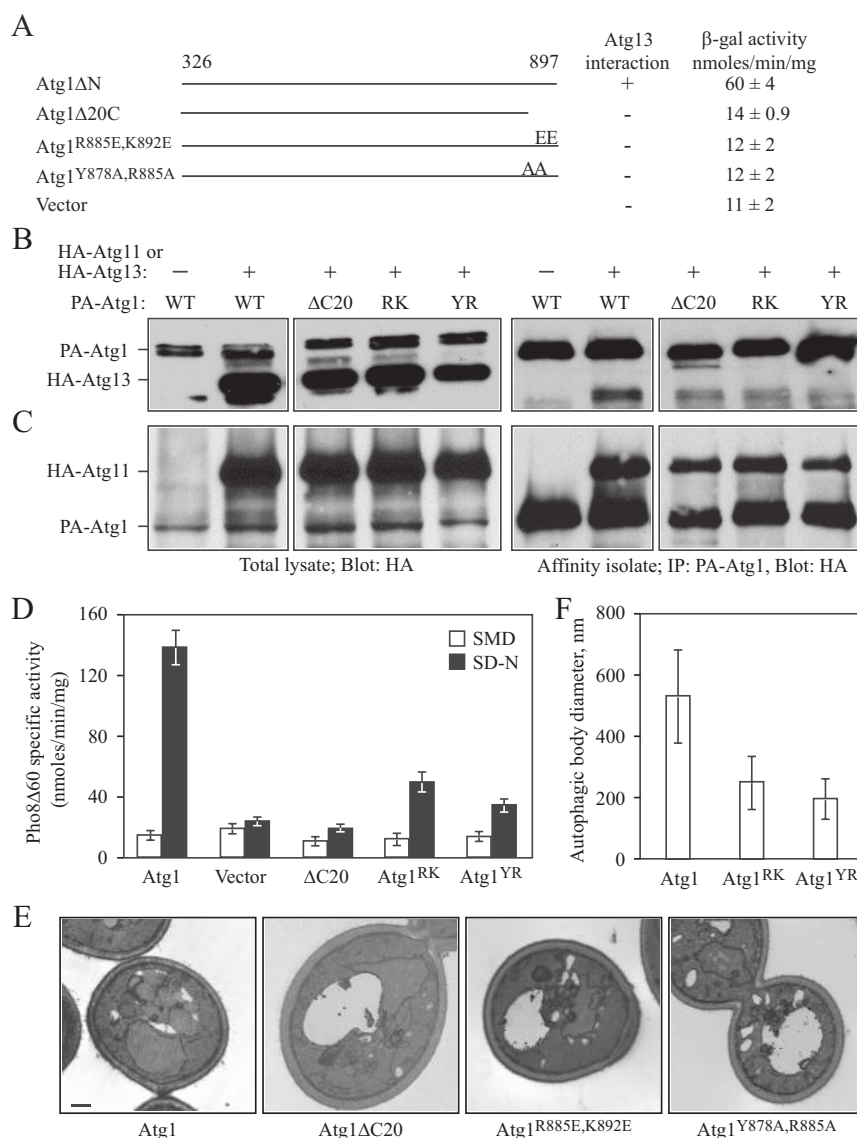 A
326 897 Atg13 interaction β-gal activity nmoles/min/mg
Atg1ΔN + 60 ± 4
Atg1Δ20C - 14 ± 0.9
Atg1R885E,K892E EE - 12 ± 2
Atg1Y878A,R885A AA - 12 ± 2
Vector - 11 ± 2
B
HA-Atg11 or
HA-Atg13: – + + + + – + + + +
PA-Atg1: WT WT ΔC20 RK YR WT WT ΔC20 RK YR
PA-Atg1
HA-Atg13
C
HA-Atg11
PA-Atg1
Total lysate; Blot: HA Affinity isolate; IP: PA-Atg1, Blot: HA
D
Pho8Δ60 specific activity
(nmoles/min/mg)
160
120
80
40
0
SMD
SD-N
Atg1 Vector ΔC20 Atg1RK Atg1YR
F
Autophagic body diameter, nm
800
600
400
200
0
Atg1 Atg1RK Atg1YR
E
Atg1 Atg1ΔC20 Atg1R885E,K892E Atg1Y878A,R885A